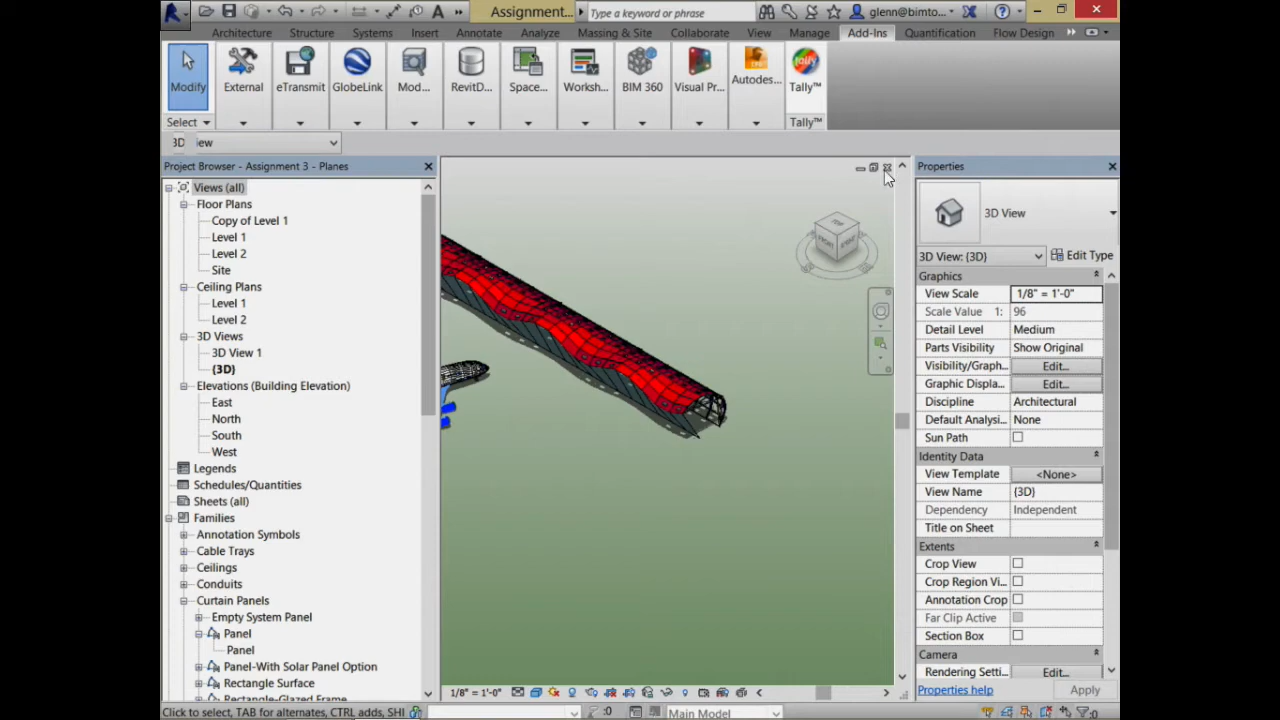 Assignment...
Type a keyword or phrase
glenn@bimto...
Architecture
Structure
Systems
Insert
Annotate
Analyze
Massing & Site
Collaborate
View
Manage
Add-Ins
Quantification
Flow Design
Modify
External
eTransmit
GlobeLink
Mod...
RevitD...
Space...
Worksh...
BIM 360
Visual Pr...
Autodes...
Tally™
Select
Tally™
3D
iew
Project Browser - Assignment 3 - Planes
Views (all)
Floor Plans
Copy of Level 1
Level 1
Level 2
Site
Ceiling Plans
Level 1
Level 2
3D Views
3D View 1
{3D}
Elevations (Building Elevation)
East
North
South
West
Legends
Schedules/Quantities
Sheets (all)
Families
Annotation Symbols
Cable Trays
Ceilings
Conduits
Curtain Panels
Empty System Panel
Panel
Panel
Panel-With Solar Panel Option
Rectangle Surface
Rectangle-Glazed Frame
TOP
FRONT
Properties
3D View
3D View: {3D}
Edit Type
Graphics
View Scale
1/8" = 1'-0"
Scale Value 1:
96
Detail Level
Medium
Parts Visibility
Show Original
Visibility/Graph...
Edit...
Graphic Displa...
Edit...
Discipline
Architectural
Default Analysi...
None
Sun Path
Identity Data
View Template
<None>
View Name
{3D}
Dependency
Independent
Title on Sheet
Extents
Crop View
Crop Region Vi...
Annotation Crop
Far Clip Active
Section Box
Camera
Rendering Setti...
Edit...
Properties help
Apply
1/8" = 1'-0"
Click to select, TAB for alternates, CTRL adds, SHI
:0
Main Model
:0